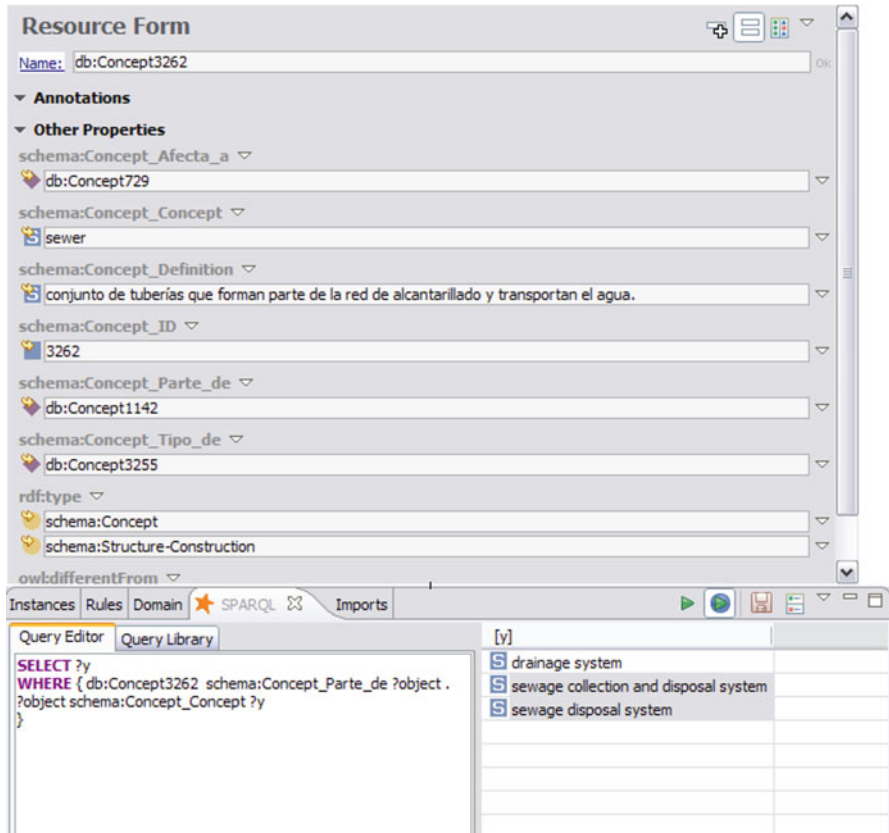 Resource Form
Name: db:Concept3262 Ok
Annotations
Other Properties
schema:Concept_Afecta_a
db:Concept729
schema:Concept_Concept
sewer
schema:Concept_Definition
conjunto de tuberías que forman parte de la red de alcantarillado y transportan el agua.
schema:Concept_ID
3262
schema:Concept_Parte_de
db:Concept1142
schema:Concept_Tipo_de
db:Concept3255
rdf:type
schema:Concept
schema:Structure-Construction
owl:differentFrom
Instances Rules Domain SPARQL Imports
Query Editor Query Library
SELECT ?y
WHERE { db:Concept3262 schema:Concept_Parte_de ?object .
?object schema:Concept_Concept ?y
}
[y]
drainage system
sewage collection and disposal system
sewage disposal system